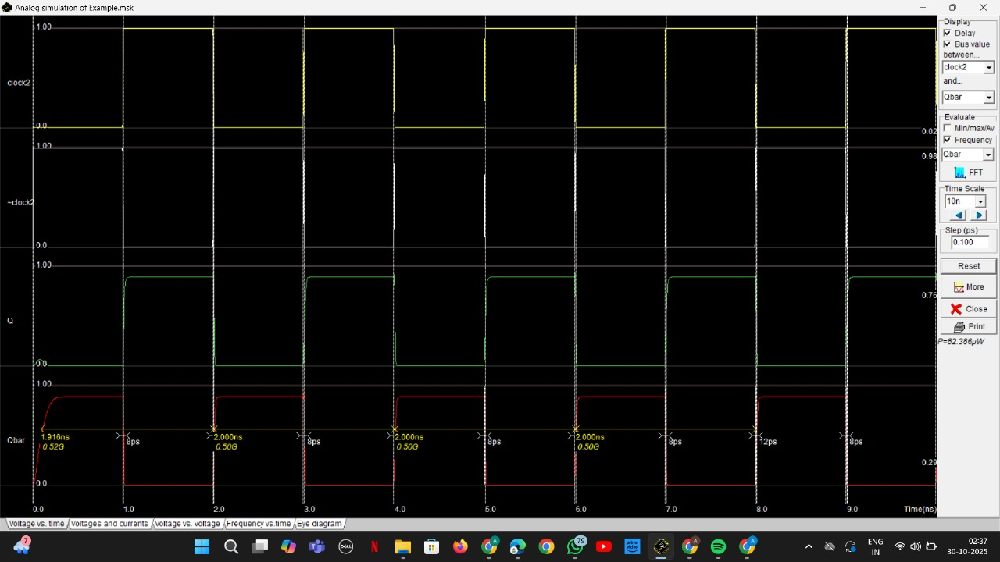 Analog simulation of Example.msk
1.00
clock2
0.0
0.02
1.00
0.98
~clock2
0.0
1.00
0.76
Q
0.0
1.00
Qbar
1.916ns
0.52G
8ps
2.000ns
0.50G
8ps
2.000ns
0.50G
8ps
2.000ns
0.50G
8ps
12ps
8ps
0.29
0.0
0.0 1.0 2.0 3.0 4.0 5.0 6.0 7.0 8.0 9.0 Time(ns)
Voltage vs. time Voltages and currents Voltage vs. voltage Frequency vs.time Eye diagram
Display
Delay
Bus value
between...
clock2
and...
Qbar
Evaluate
Min/max/Av
Frequency
Qbar
FFT
Time Scale
10n
Step (ps)
0.100
Reset
More
Close
Print
P=82.386µW
7
DELL
N
A
79
prime video
A
A
ENG
IN
02:37
30-10-2025